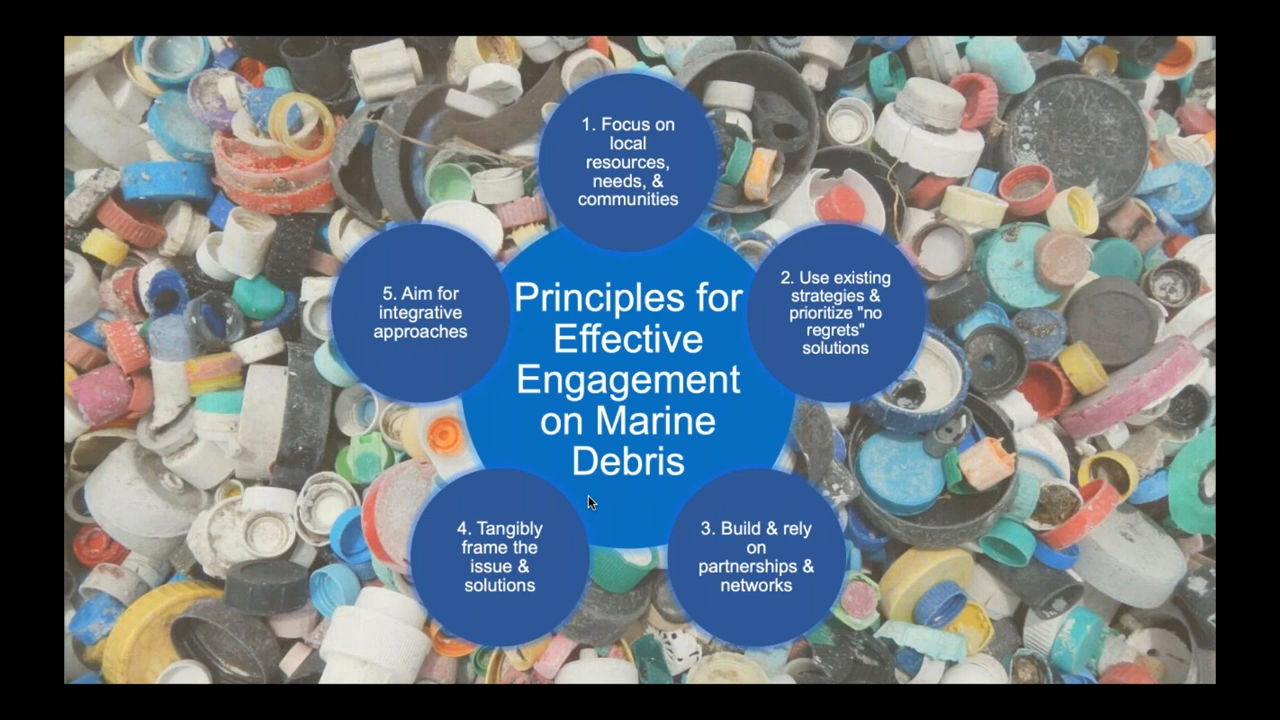 1. Focus on
local
resources,
needs, &
communities
2. Use existing
strategies &
prioritize "no
regrets"
solutions
3. Build & rely
on
partnerships &
networks
4. Tangibly
frame the
issue &
solutions
5. Aim for
integrative
approaches
Principles for
Effective
Engagement
on Marine
Debris